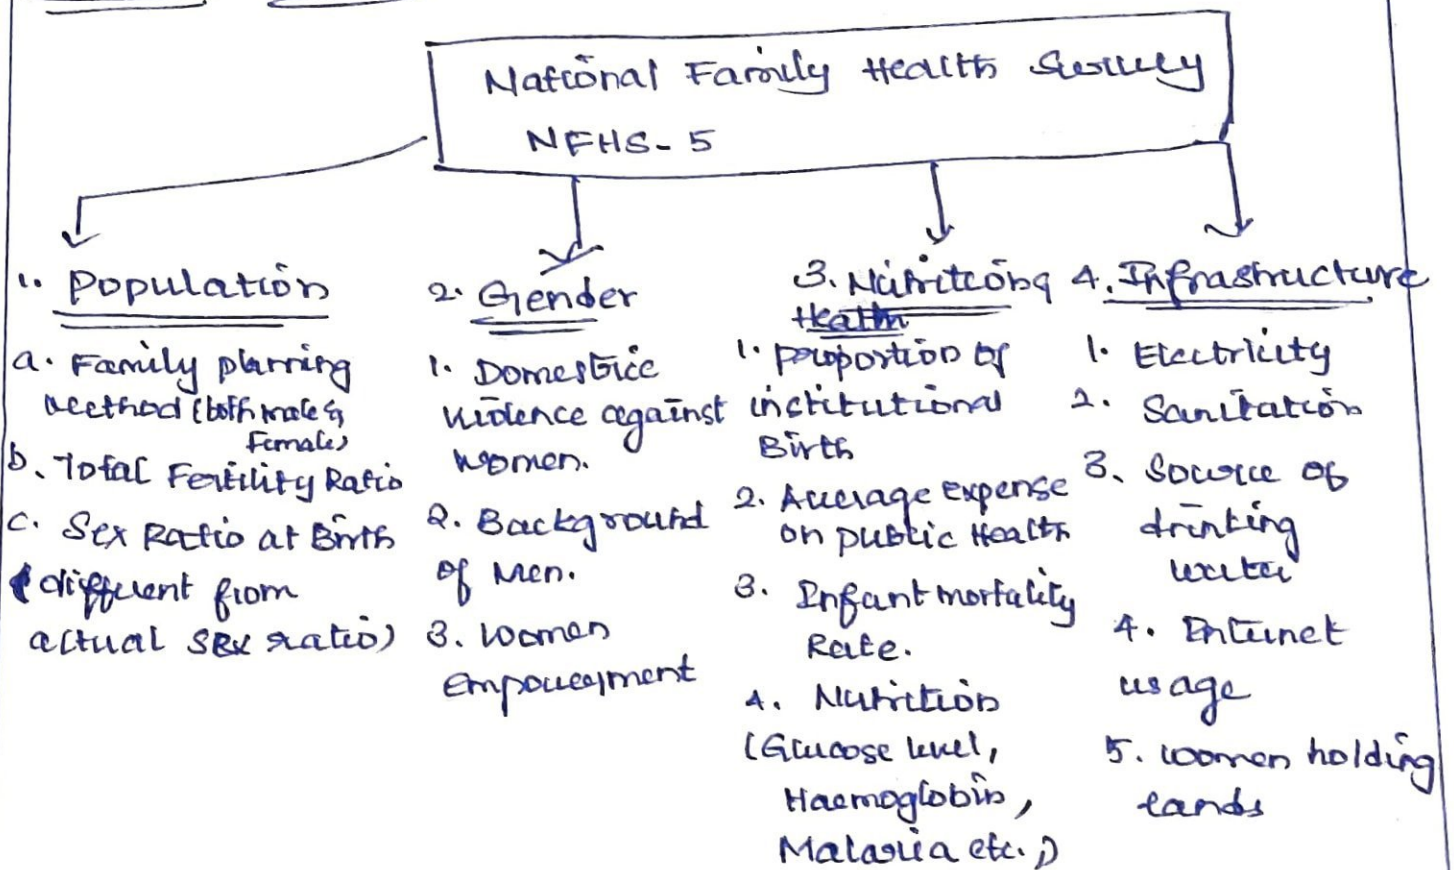 National Family Health Survey
NFHS - 5
1. Population
a. Family planning
method (both male &
Female)
b. Total Fertility Ratio
c. Sex Ratio at Birth
(different from
actual sex ratio)
2. Gender
1. Domestice
violence against
women.
2. Background
of Men.
3. Women
Empowerment
3. Nutrition &
Health
1. proportion of
institutional
Birth
2. Average expense
on public Health
3. Infant mortality
Rate.
4. Nutrition
(Glucose level,
Haemoglobin,
Malaria etc.,)
4. Infrastructure
1. Electricity
2. Sanitation
3. Source of
drinking
water
4. Internet
usage
5. women holding
lands